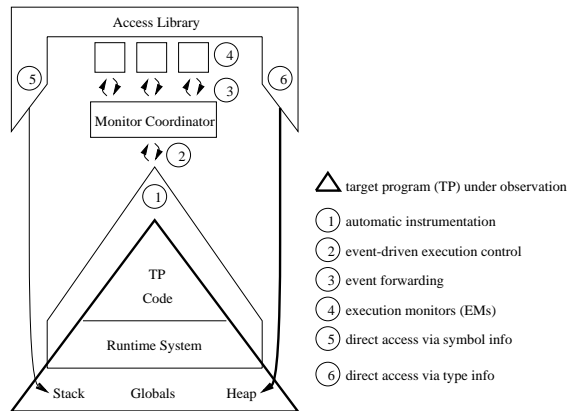 Access Library
4
5
6
3
Monitor Coordinator
2
1
TP
Code
Runtime System
Stack Globals Heap
target program (TP) under observation
1 automatic instrumentation
2 event-driven execution control
3 event forwarding
4 execution monitors (EMs)
5 direct access via symbol info
6 direct access via type info